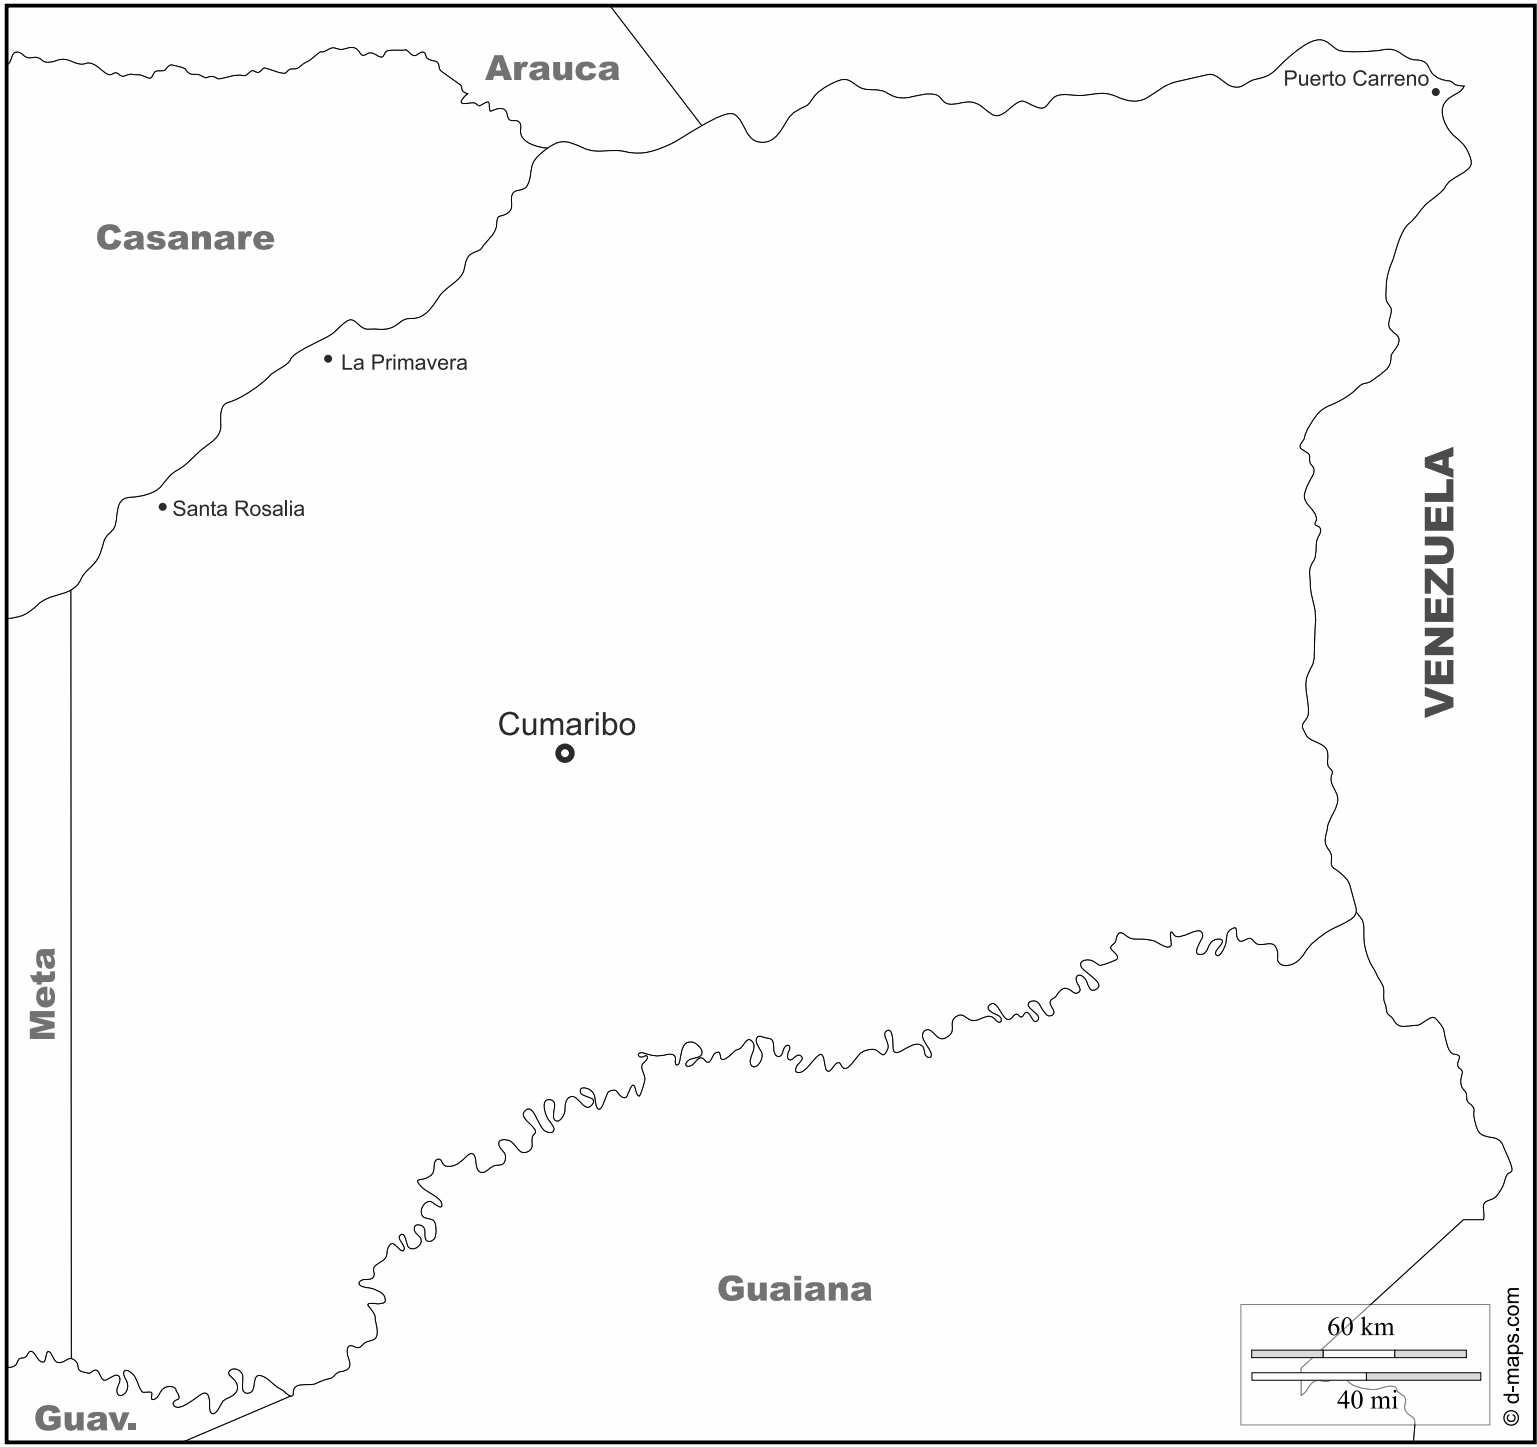 Arauca
Puerto Carreno
Casanare
La Primavera
Santa Rosalia
VENEZUELA
Cumaribo
Meta
Guaiana
60 km
40 mi
Guav.
© d-maps.com